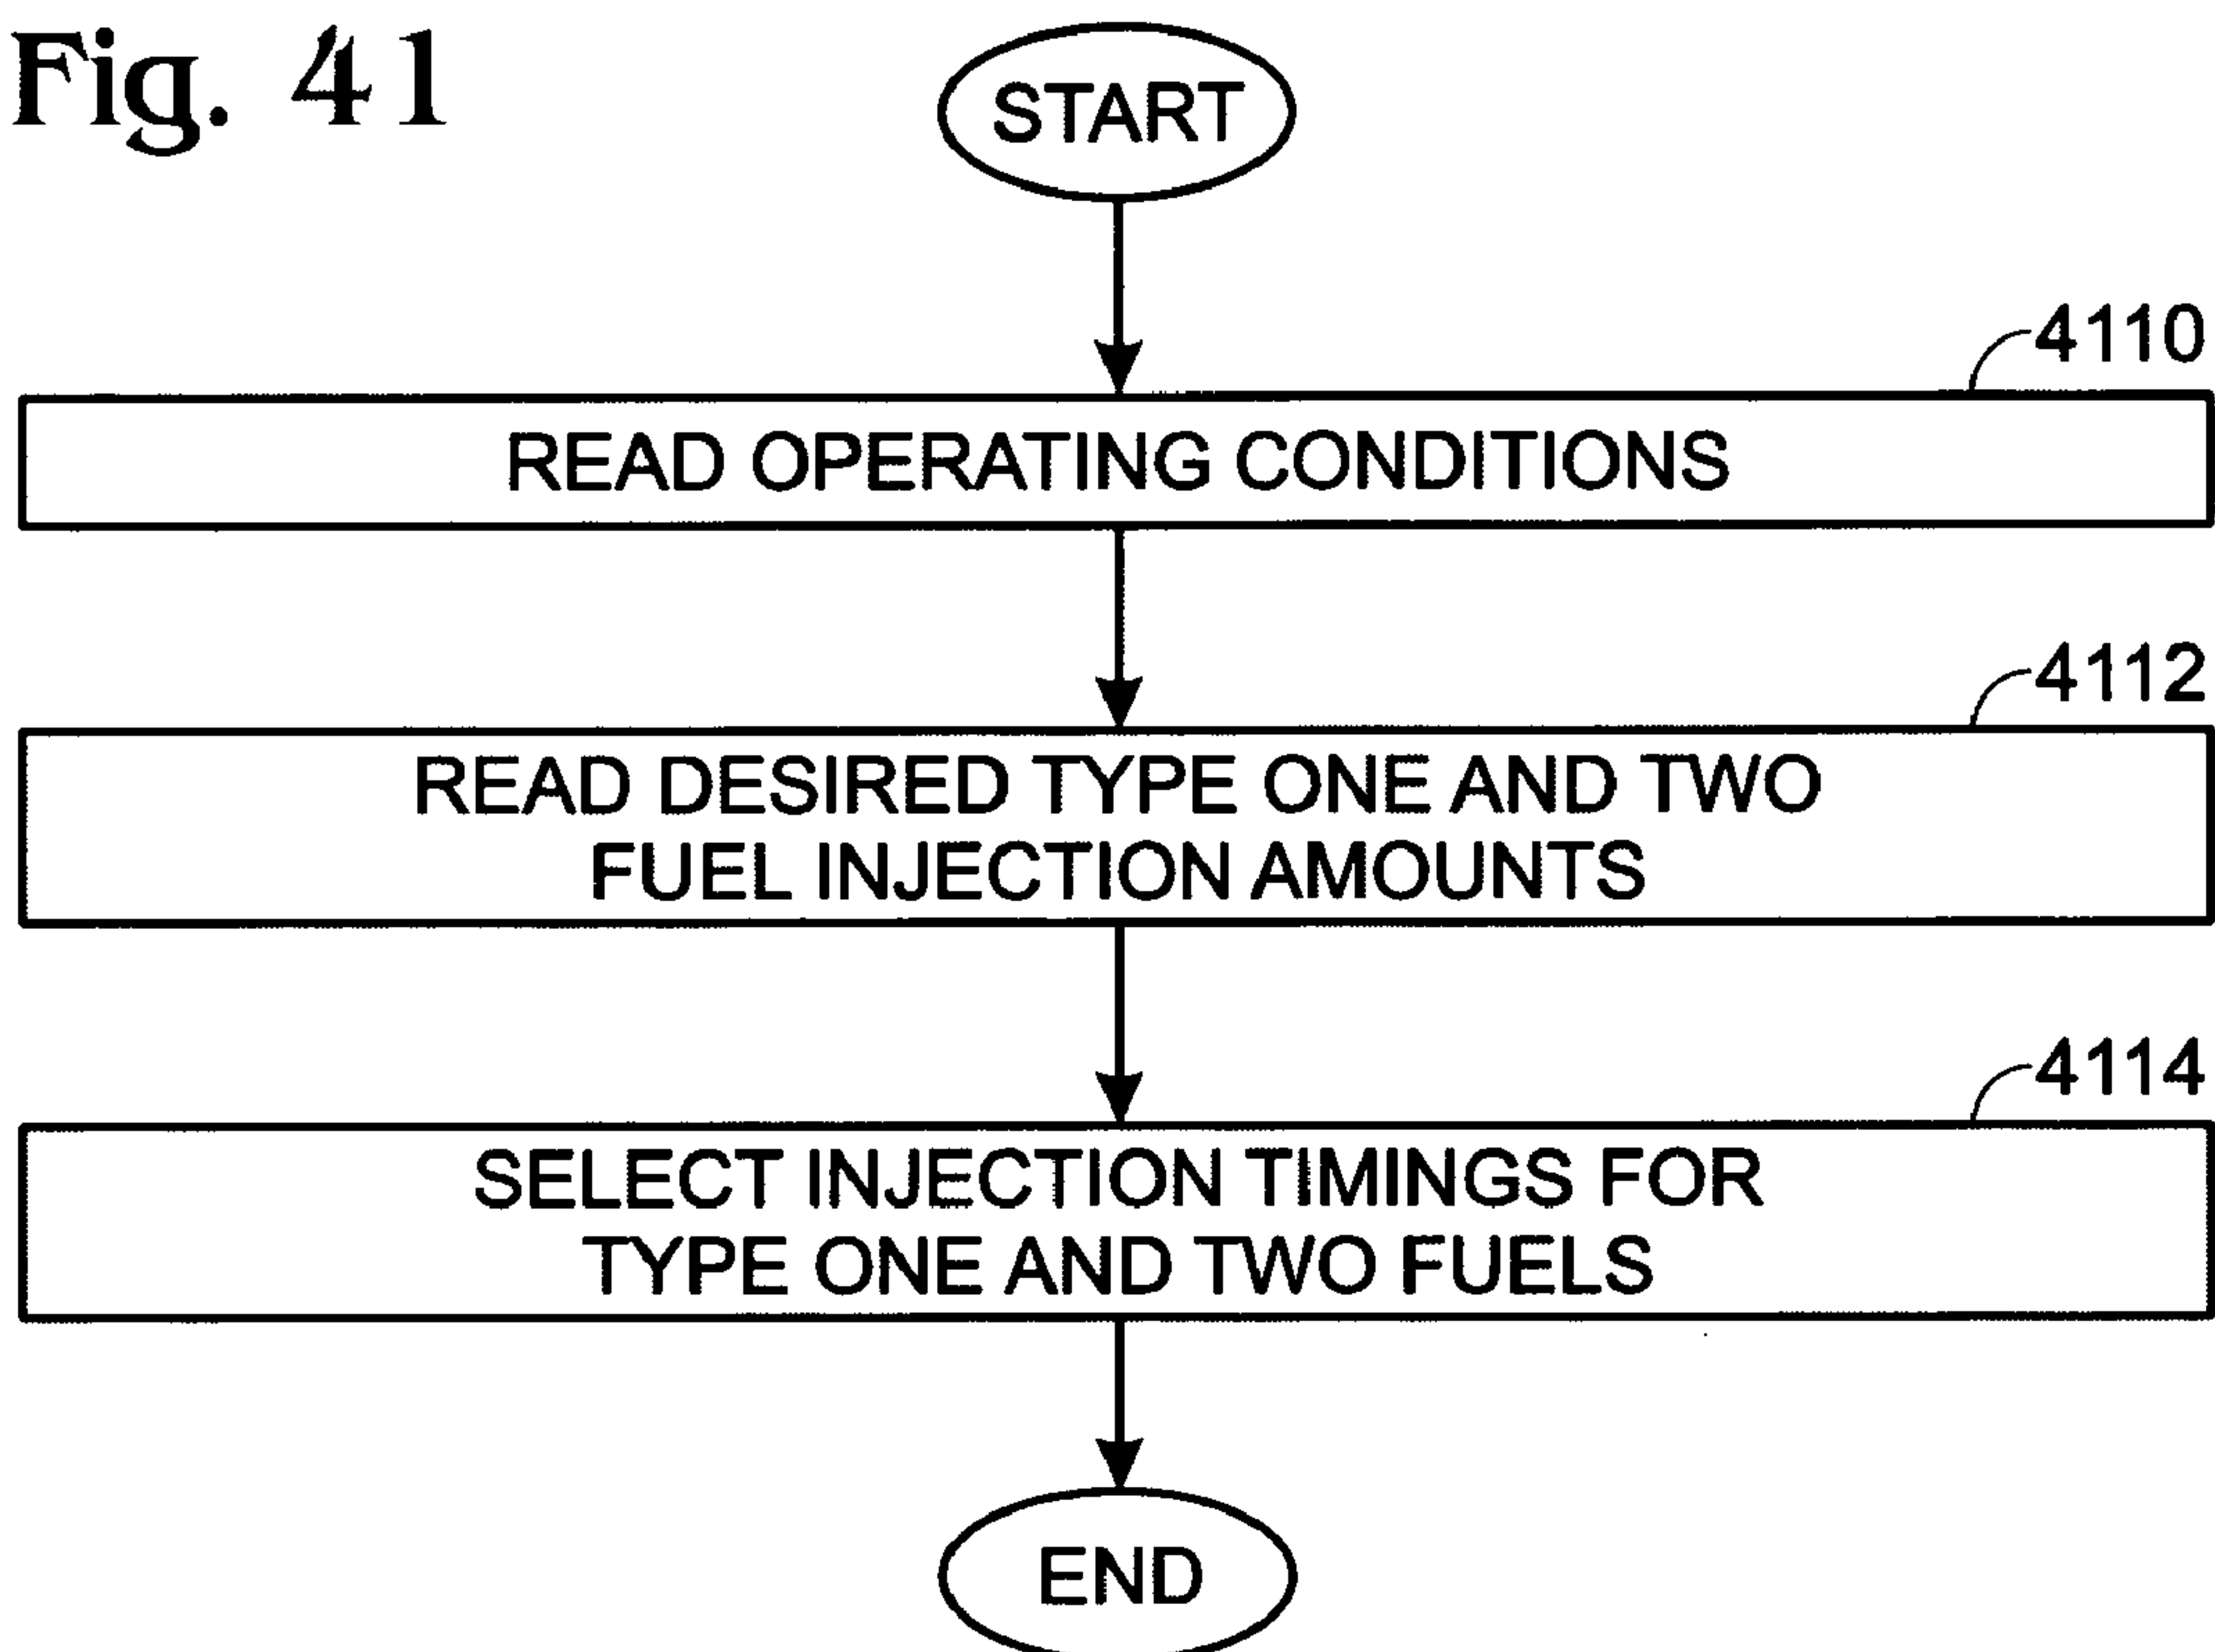 Fig. 41
START
4110
READ OPERATING CONDITIONS
4112
READ DESIRED TYPE ONE AND TWO
FUEL INJECTION AMOUNTS
4114
SELECT INJECTION TIMINGS FOR
TYPE ONE AND TWO FUELS
END